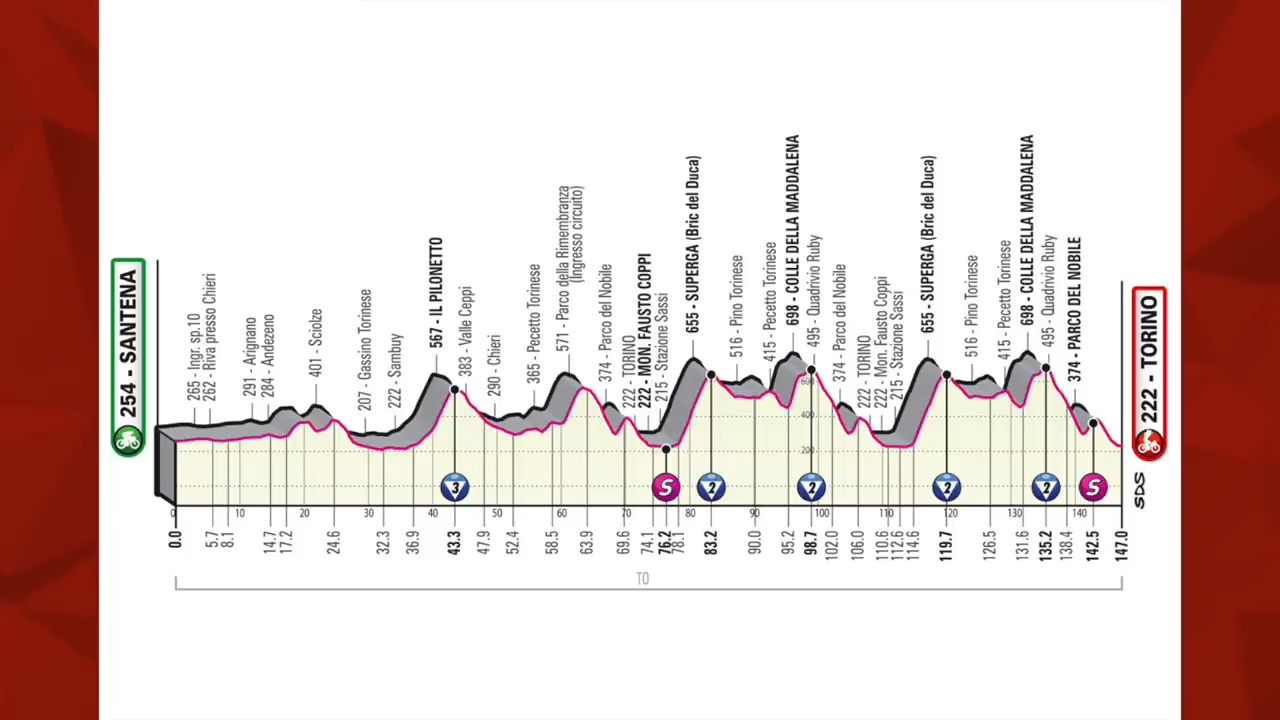 254 - SANTENA
265 - Ingr. sp.10
262 - Riva presso Chieri
291 - Arignano
284 - Andezeno
401 - Sciolze
207 - Gassino Torinese
222 - Sambuy
567 - IL PILONETTO
383 - Valle Ceppi
290 - Chieri
365 - Pecetto Torinese
571 - Parco della Rimembranza
(Ingresso circuito)
374 - Parco del Nobile
222 - TORINO
222 - MON. FAUSTO COPPI
215 - Stazione Sassi
655 - SUPERGA (Bric del Duca)
516 - Pino Torinese
415 - Pecetto Torinese
698 - COLLE DELLA MADDALENA
495 - Quadrivio Ruby
374 - Parco del Nobile
222 - TORINO
222 - Mon. Fausto Coppi
215 - Stazione Sassi
655 - SUPERGA (Bric del Duca)
516 - Pino Torinese
415 - Pecetto Torinese
698 - COLLE DELLA MADDALENA
495 - Quadrivio Ruby
374 - PARCO DEL NOBILE
222 - TORINO
600
400
200
3 S 2 2 2 2 S
SDS
0 10 20 30 40 50 60 70 80 90 100 110 120 130 140
0.0 5.7 8.1 14.7 17.2 24.6 32.3 36.9 43.3 47.9 52.4 58.5 63.9 69.6 74.1 76.2 78.1 83.2 90.0 95.2 98.7 102.0 106.0 110.6 112.6 114.6 119.7 126.5 131.6 135.2 138.4 142.5 147.0
TO